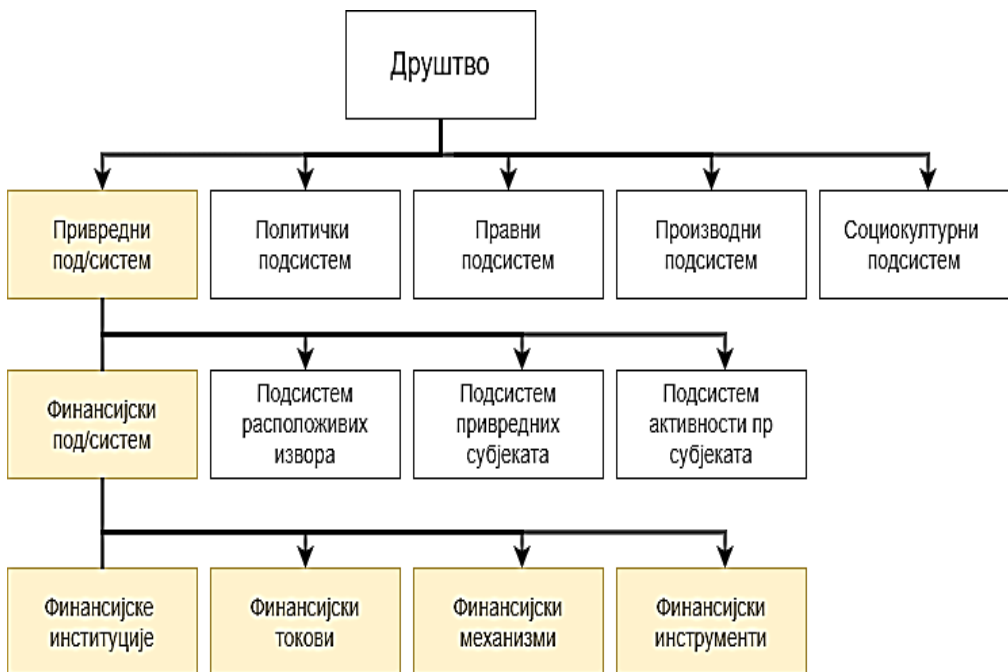 Друштво
Привредни
под/систем
Политички
подсистем
Правни
подсистем
Производни
подсистем
Социокултурни
подсистем
Финансијски
под/систем
Подсистем
расположивих
извора
Подсистем
привредних
субјеката
Подсистем
активности пр
субјеката
Финансијске
институције
Финансијски
токови
Финансијски
механизми
Финансијски
инструменти